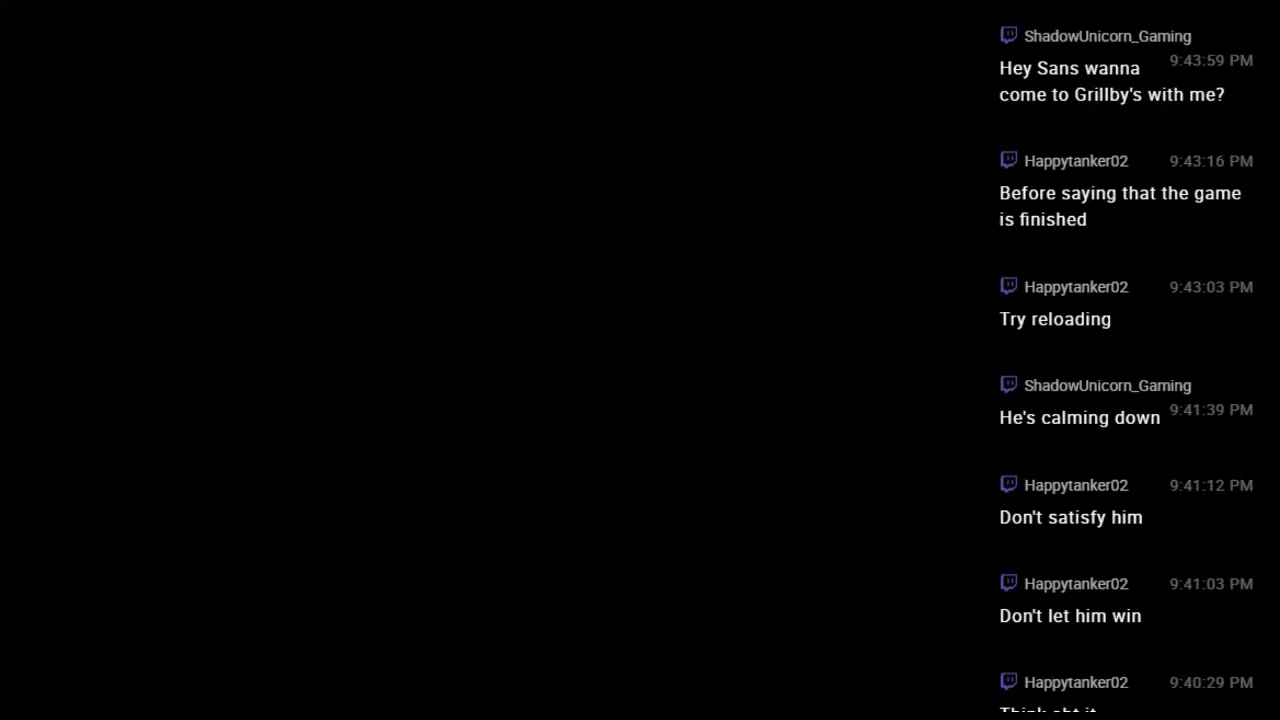 ShadowUnicorn_Gaming
9:43:59 PM
Hey Sans wanna
come to Grillby's with me?
Happytanker02 9:43:16 PM
Before saying that the game
is finished
Happytanker02 9:43:03 PM
Try reloading
ShadowUnicorn_Gaming
9:41:39 PM
He's calming down
Happytanker02 9:41:12 PM
Don't satisfy him
Happytanker02 9:41:03 PM
Don't let him win
Happytanker02 9:40:29 PM